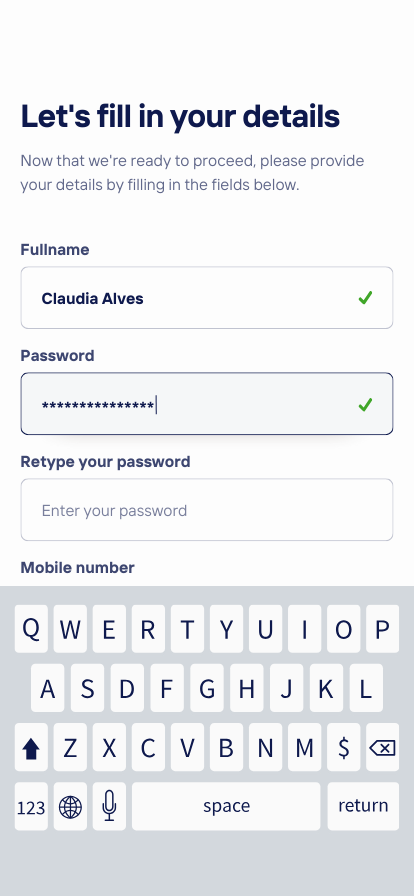 Let's fill in your details
Now that we're ready to proceed, please provide
your details by filling in the fields below.
Fullname
Claudia Alves
Password
***************
Retype your password
Enter your password
Mobile number
Q W E R T Y U I O P
A S D F G H J K L
Z X C V B N M $
123 space return